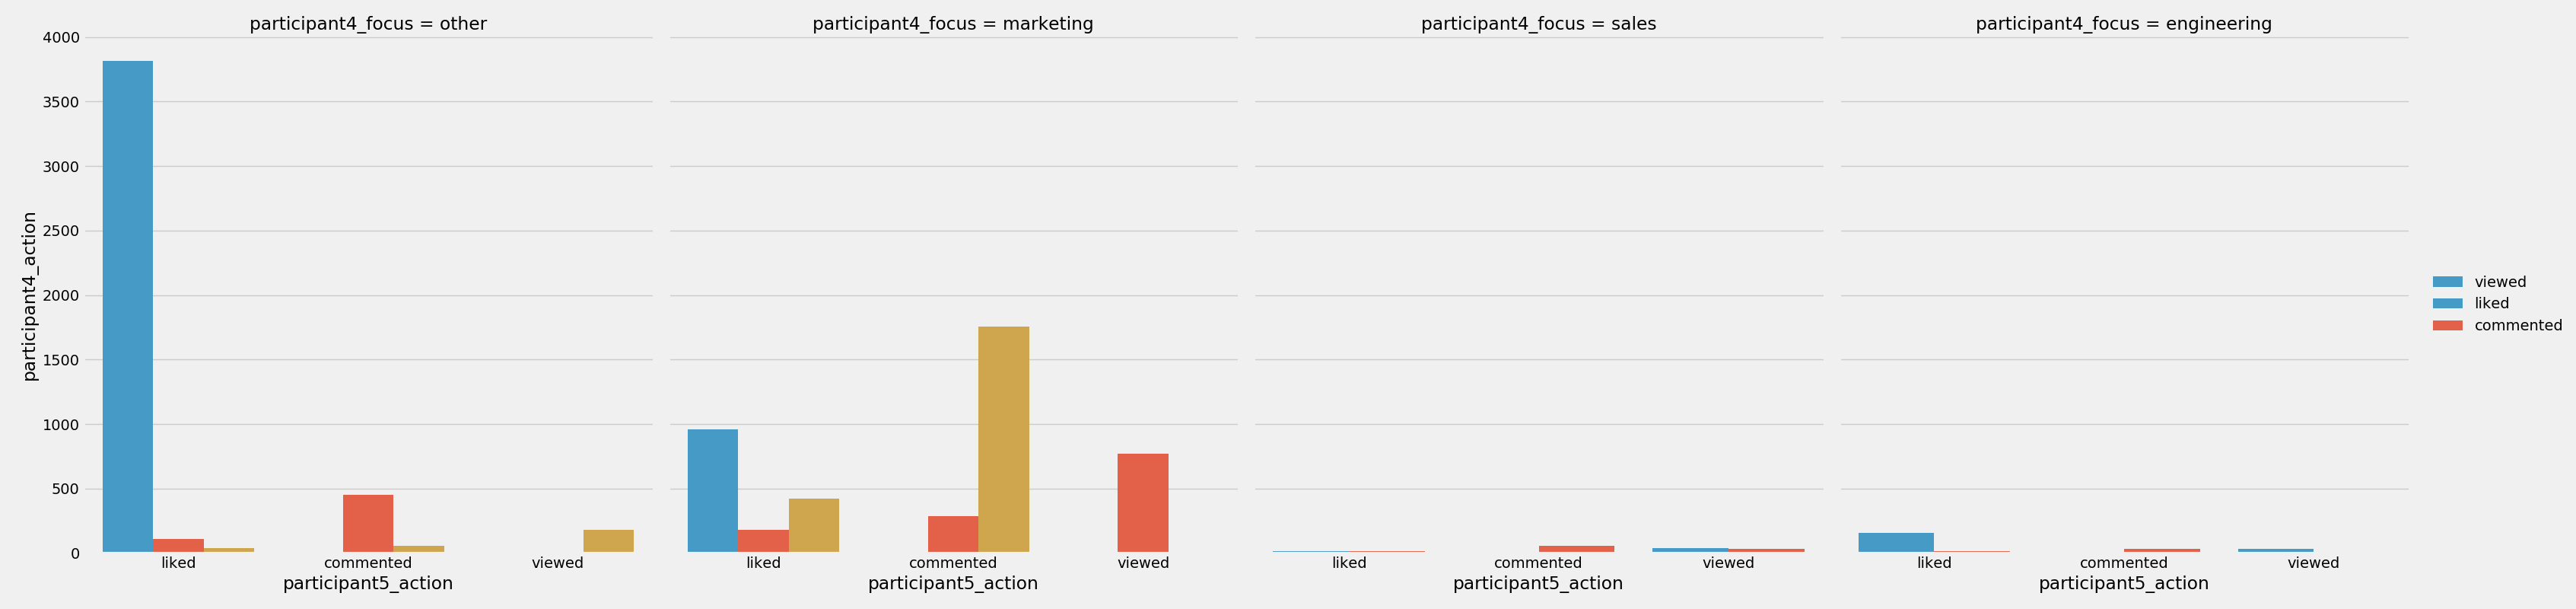 participant4_focus = other
participant4_focus = marketing
participant4_focus = sales
participant4_focus = engineering
4000
3500
3000
2500
2000
1500
1000
500
0
participant4_action
liked
commented
viewed
participant5_action
liked
commented
viewed
participant5_action
liked
commented
viewed
participant5_action
liked
commented
viewed
participant5_action
viewed
liked
commented